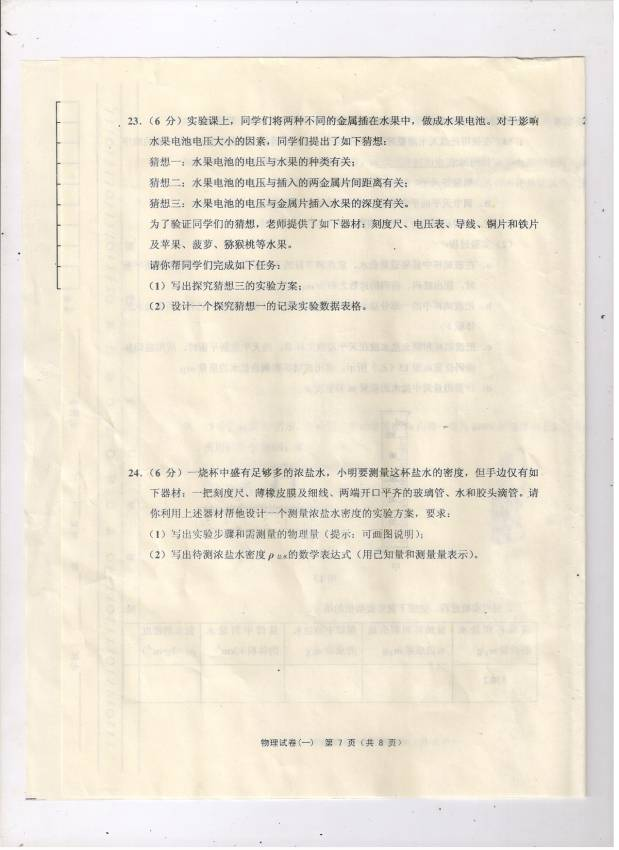 23.（6 分）实验课上，同学们将两种不同的金属插在水果中，做成水果电池。对于影响
水果电池电压大小的因素，同学们提出了如下猜想：
猜想一：水果电池的电压与水果的种类有关；
猜想二：水果电池的电压与插入的两金属片间距离有关；
猜想三：水果电池的电压与金属片插入水果的深度有关。
为了验证同学们的猜想，老师提供了如下器材：刻度尺、电压表、导线、铜片和铁片
及苹果、菠萝、猕猴桃等水果。
请你帮同学们完成如下任务：
（1）写出探究猜想三的实验方案；
（2）设计一个探究猜想一的记录实验数据表格。
24.（6 分）一烧杯中盛有足够多的浓盐水，小明要测量这杯盐水的密度，但手边仅有如
下器材：一把刻度尺、薄橡皮膜及细线、两端开口平齐的玻璃管、水和胶头滴管。请
你利用上述器材帮他设计一个测量浓盐水密度的实验方案，要求：
（1）写出实验步骤和需测量的物理量（提示：可画图说明）；
（2）写出待测浓盐水密度 ρ 盐水的数学表达式（用已知量和测量量表示）。
物理试卷(一) 第 7 页（共 8 页）